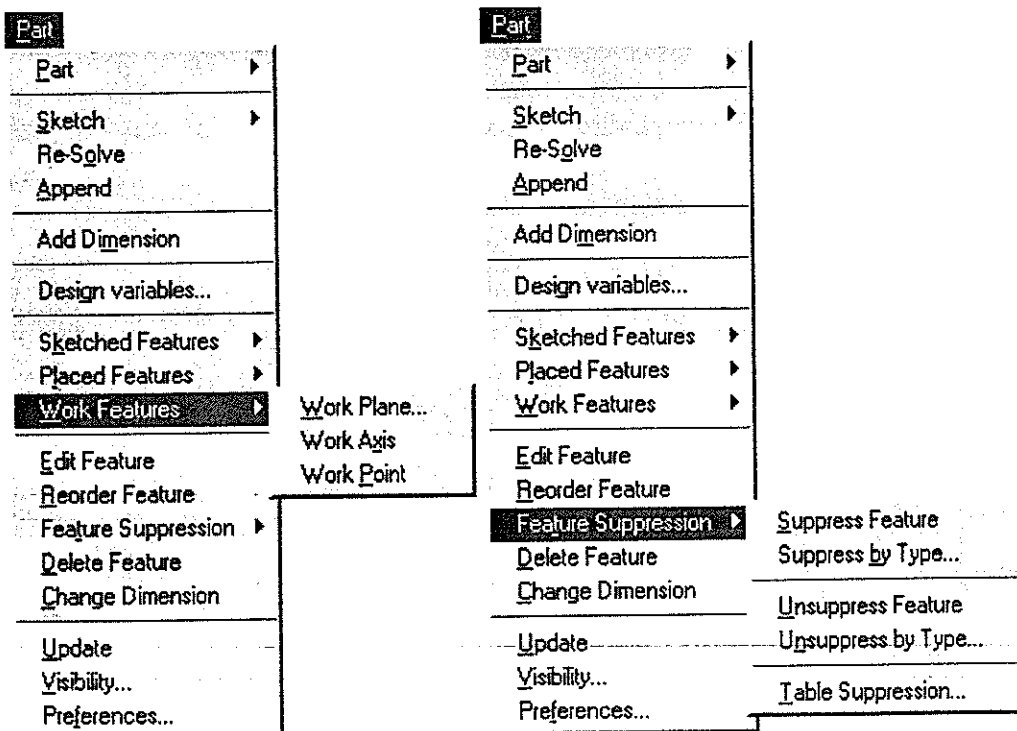 Part
Part
Sketch
Re-Solve
Append
Add Dimension
Design variables...
Sketched Features
Placed Features
Work Features
Edit Feature
Reorder Feature
Feature Suppression
Delete Feature
Change Dimension
Update
Visibility...
Preferences...
Work Plane...
Work Axis
Work Point
Part
Part
Sketch
Re-Solve
Append
Add Dimension
Design variables...
Sketched Features
Placed Features
Work Features
Edit Feature
Reorder Feature
Feature Suppression
Delete Feature
Change Dimension
Update
Visibility...
Preferences...
Suppress Feature
Suppress by Type...
Unsuppress Feature
Unsuppress by Type...
Table Suppression...